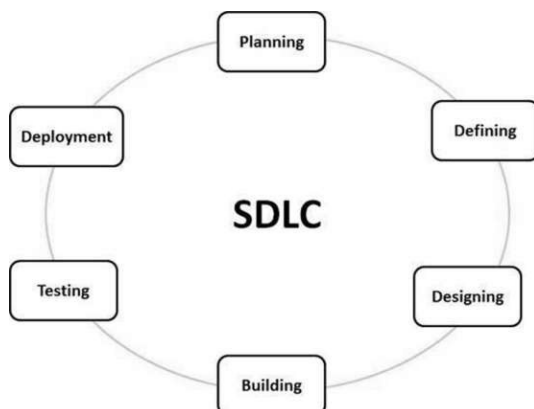 Planning
Defining
Designing
Building
Testing
Deployment
SDLC